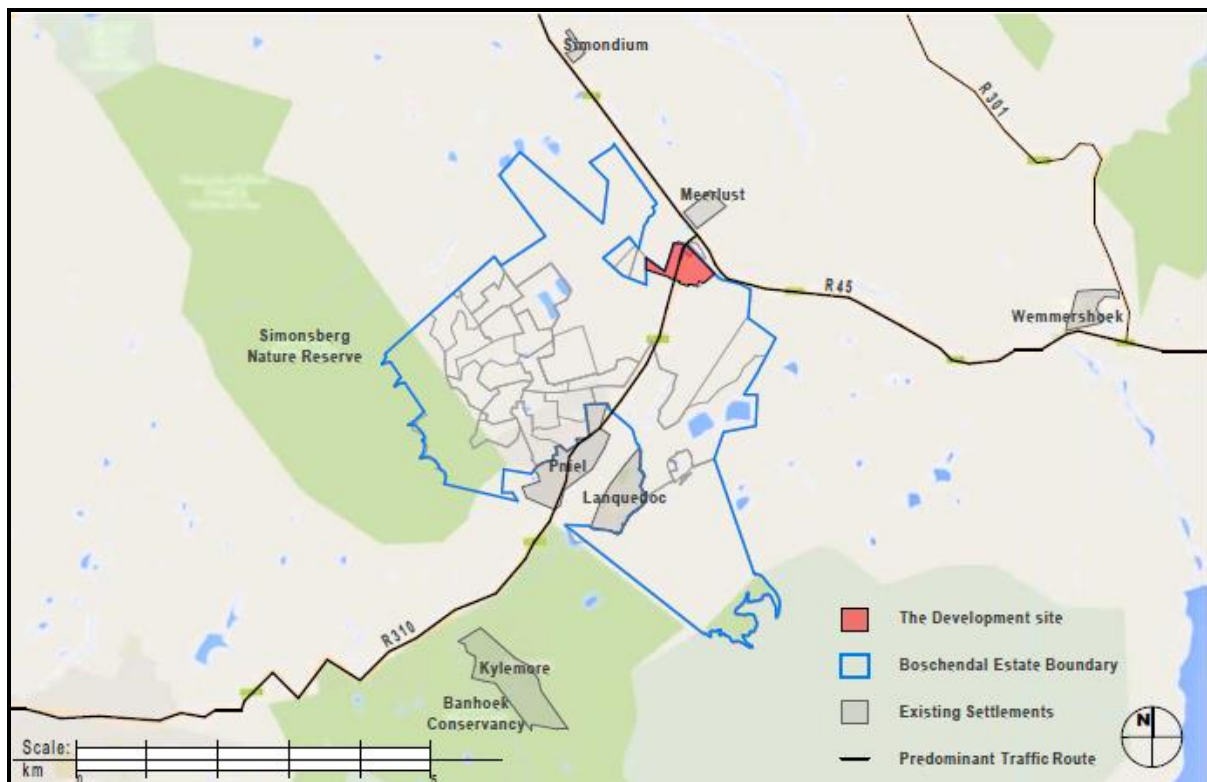 Simondium
R301
Meerlust
R45
Wemmershoek
Simonsberg
Nature Reserve
Pniel
Lanquedoc
R310
Kylemore
Banhoek
Conservancy
The Development site
Boschendal Estate Boundary
Existing Settlements
Predominant Traffic Route
N
Scale:
km
0 5